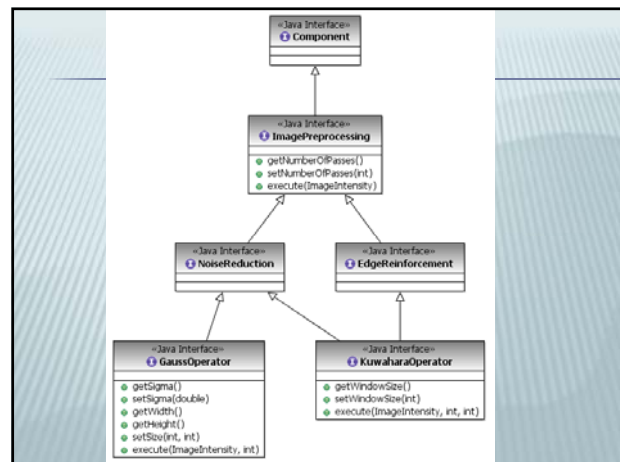 «Java Interface»
Component
«Java Interface»
ImagePreprocessing
getNumberOfPasses()
setNumberOfPasses(int)
execute(ImageIntensity)
«Java Interface»
NoiseReduction
«Java Interface»
EdgeReinforcement
«Java Interface»
GaussOperator
getSigma()
setSigma(double)
getWidth()
getHeight()
setSize(int, int)
execute(ImageIntensity, int)
«Java Interface»
KuwaharaOperator
getWindowSize()
setWindowSize(int)
execute(ImageIntensity, int, int)